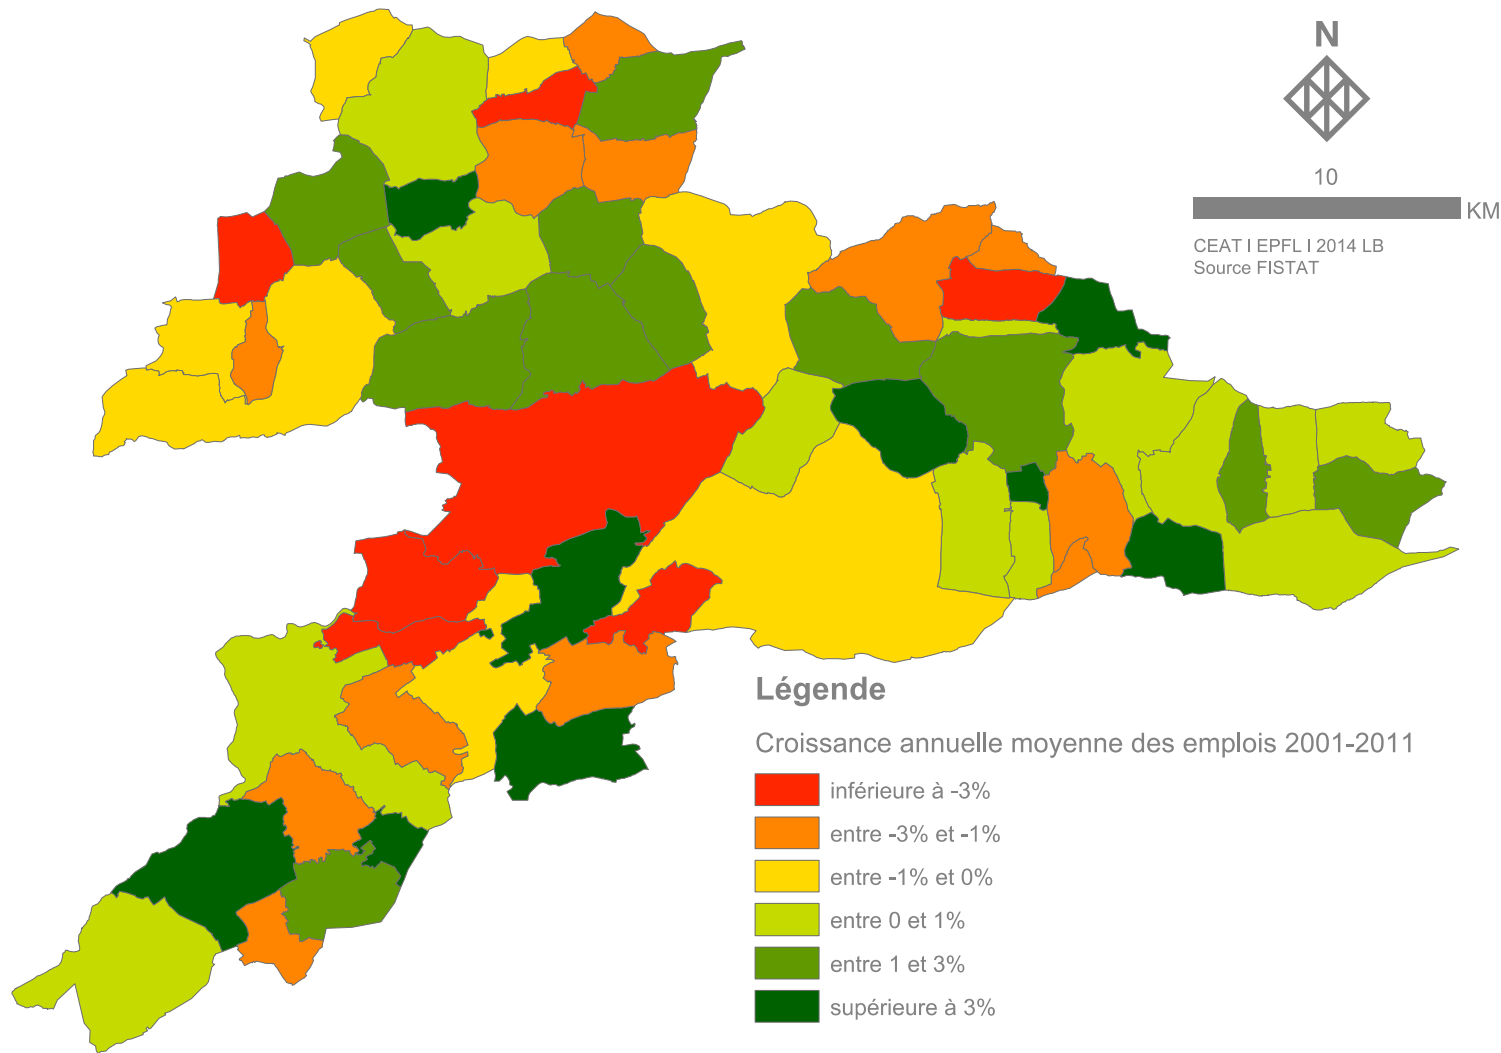 N
10
KM
CEAT I EPFL I 2014 LB
Source FISTAT
Légende
Croissance annuelle moyenne des emplois 2001-2011
inférieure à -3%
entre -3% et -1%
entre -1% et 0%
entre 0 et 1%
entre 1 et 3%
supérieure à 3%